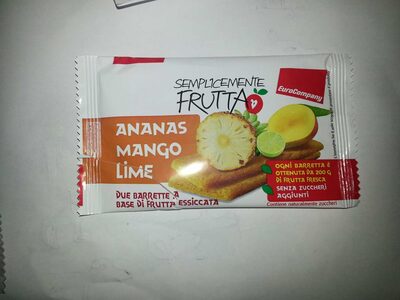 SEMPLICEMENTE
FRUTTA
EuroCompany
ANANAS
MANGO
LIME
DUE BARRETTE A
BASE DI FRUTTA ESSICCATA
OGNI BARRETTA È
OTTENUTA DA 200 G
DI FRUTTA FRESCA
SENZA ZUCCHERI
AGGIUNTI
Contiene naturalmente zuccheri